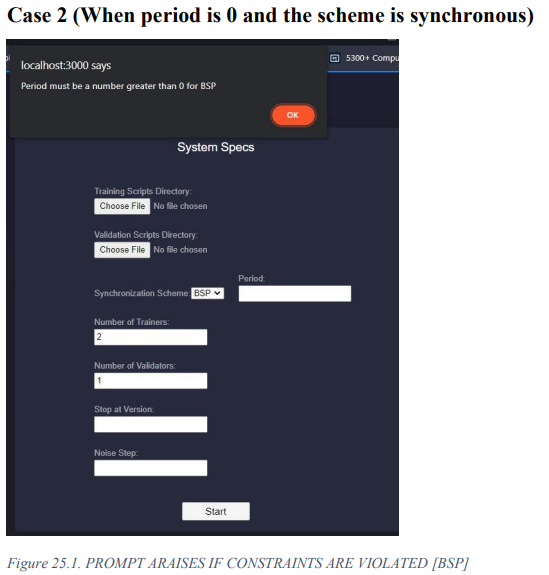 Case 2 (When period is 0 and the scheme is synchronous)
localhost:3000 says
5300+ Compu
Period must be a number greater than 0 for BSP
OK
System Specs
Training Scripts Directory:
Choose File No file chosen
Validation Scripts Directory:
Choose File No file chosen
Period:
Synchronization Scheme: BSP
Number of Trainers:
2
Number of Validators:
1
Stop at Version:
Noise Step:
Start
Figure 25.1. PROMPT ARAISES IF CONSTRAINTS ARE VIOLATED [BSP]